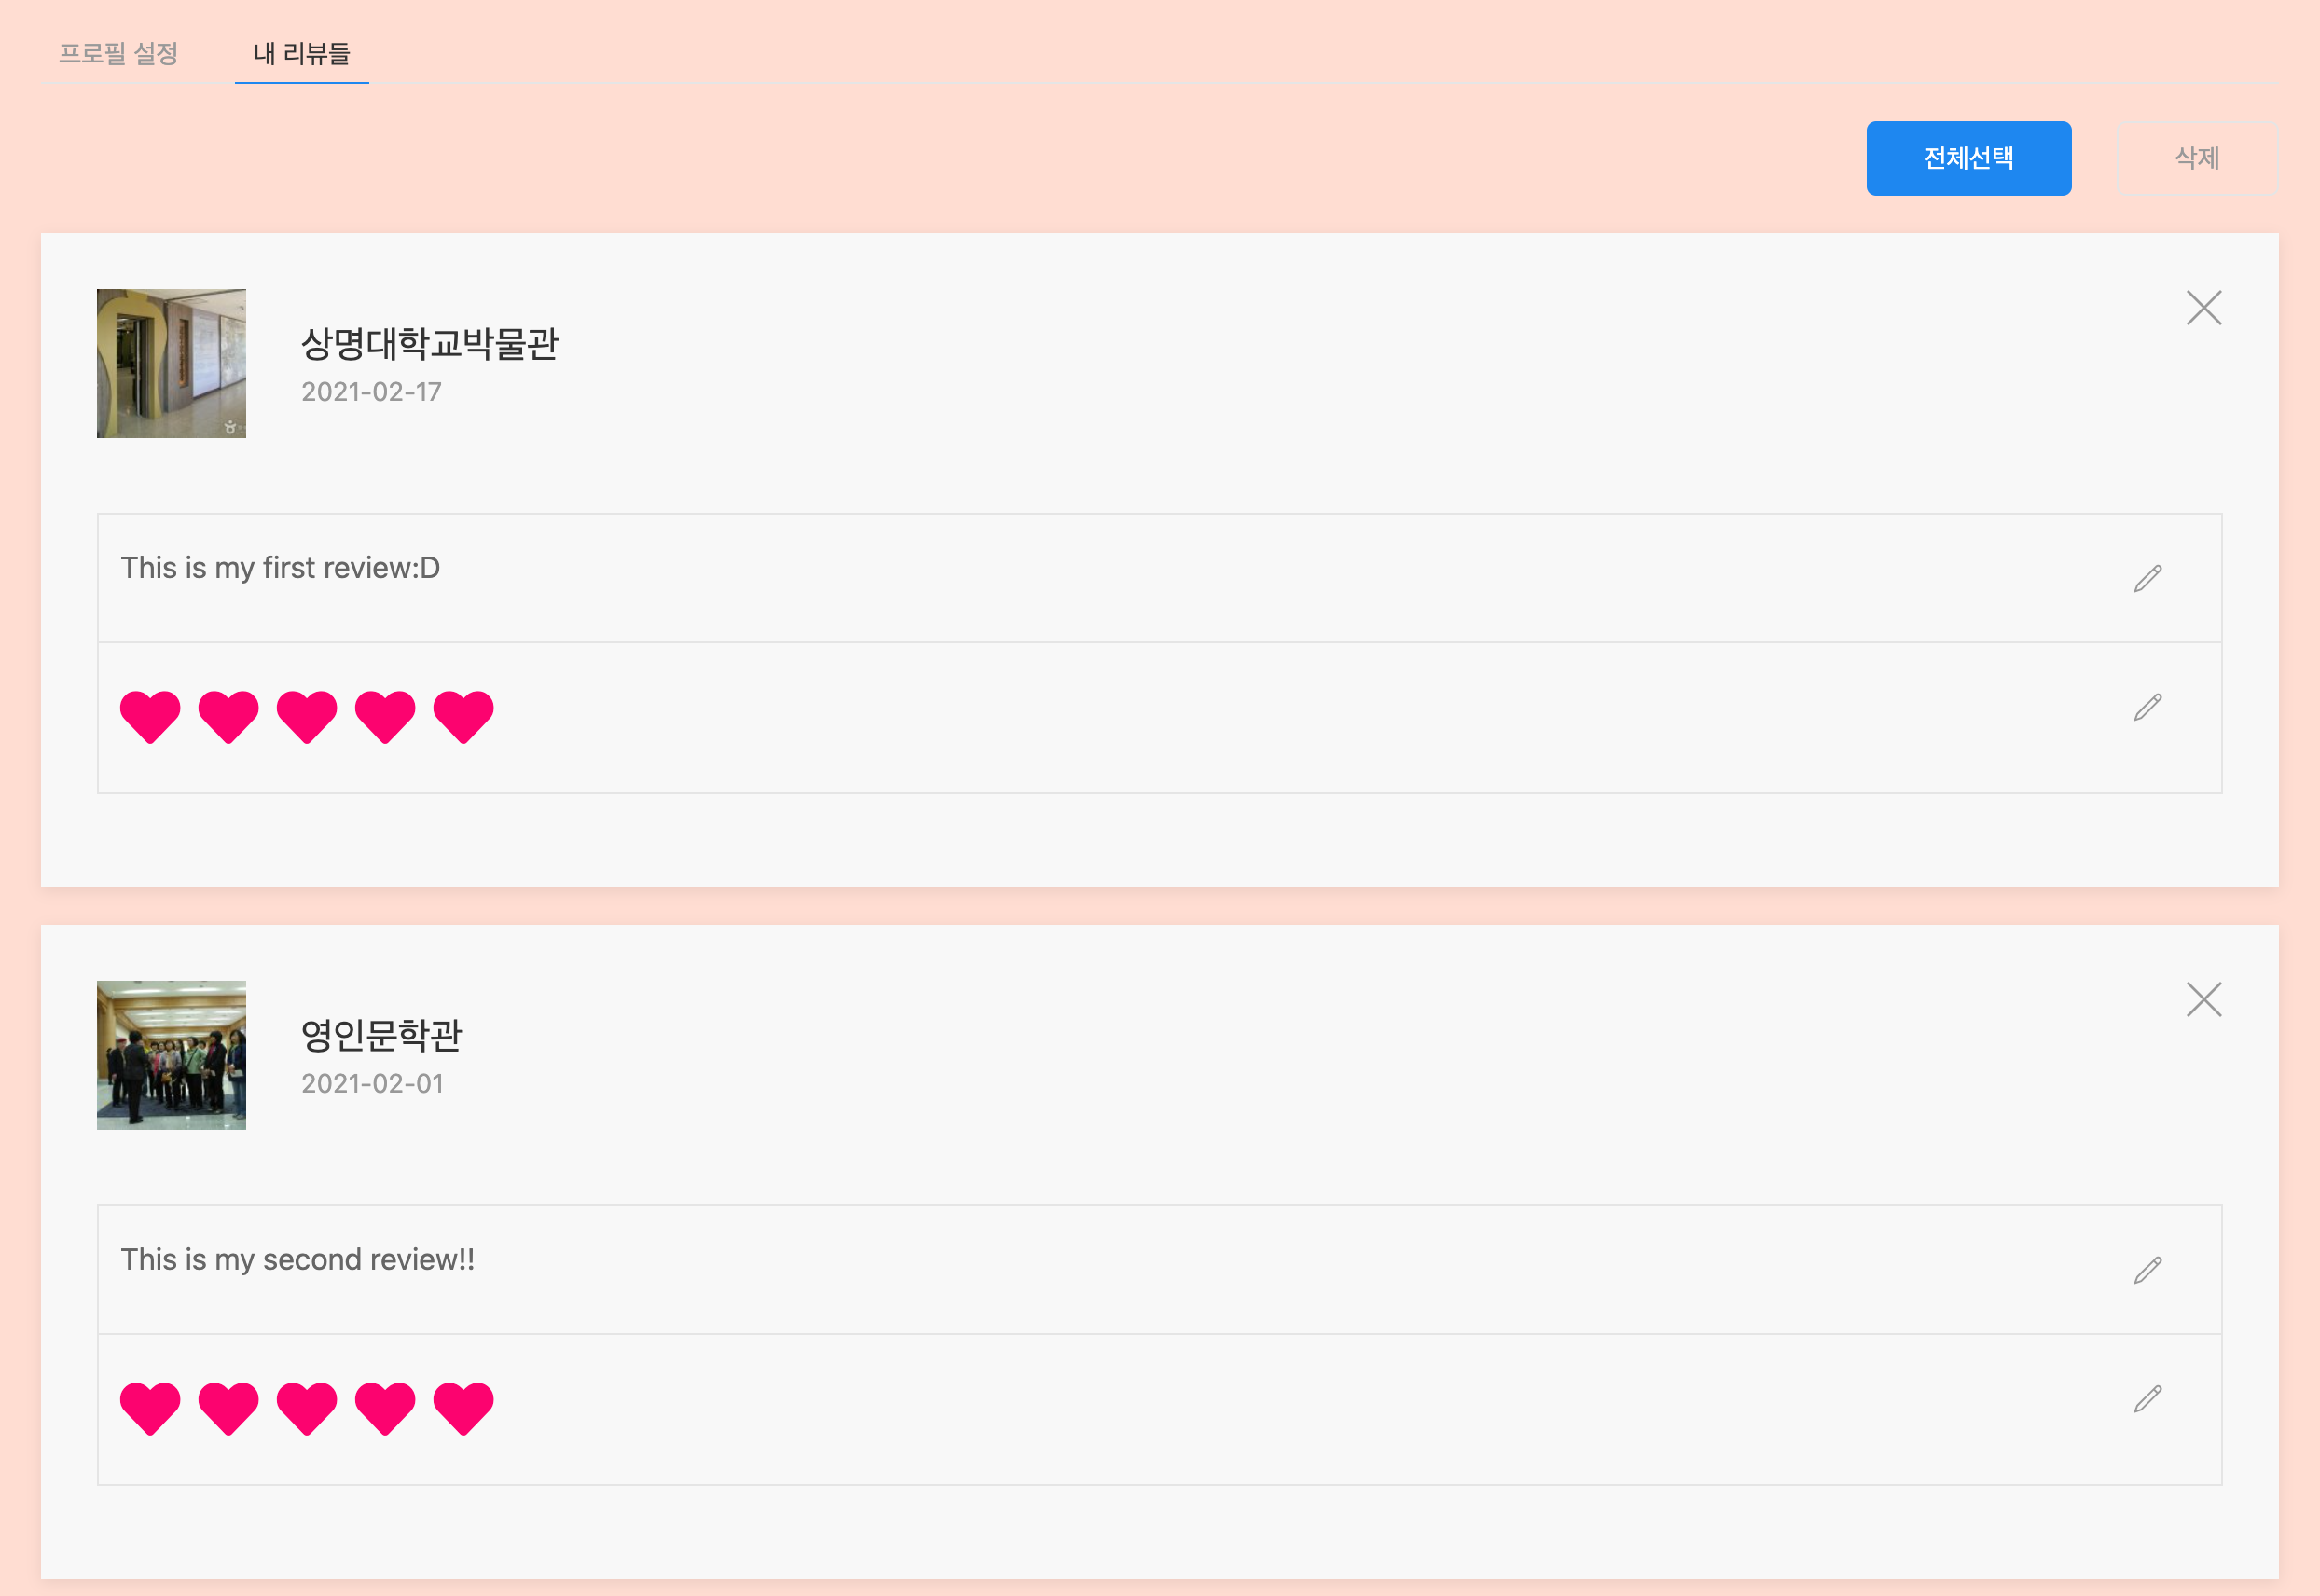 프로필 설정
내 리뷰들
전체선택
삭제
상명대학교박물관
2021-02-17
This is my first review:D
영인문학관
2021-02-01
This is my second review!!